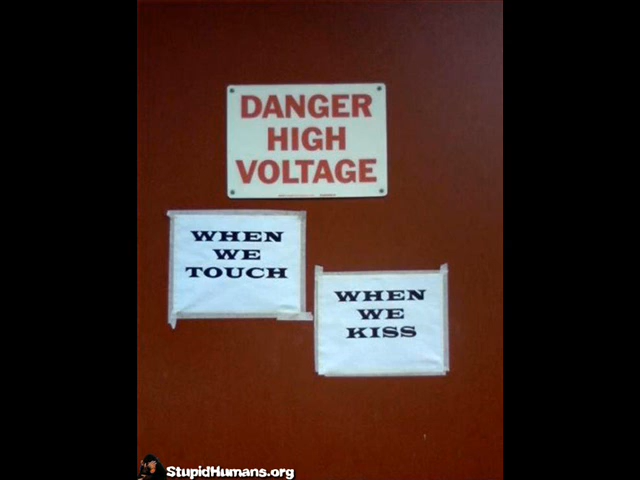 DANGER
HIGH
VOLTAGE
WHEN
WE
TOUCH
WHEN
WE
KISS
StupidHumans.org